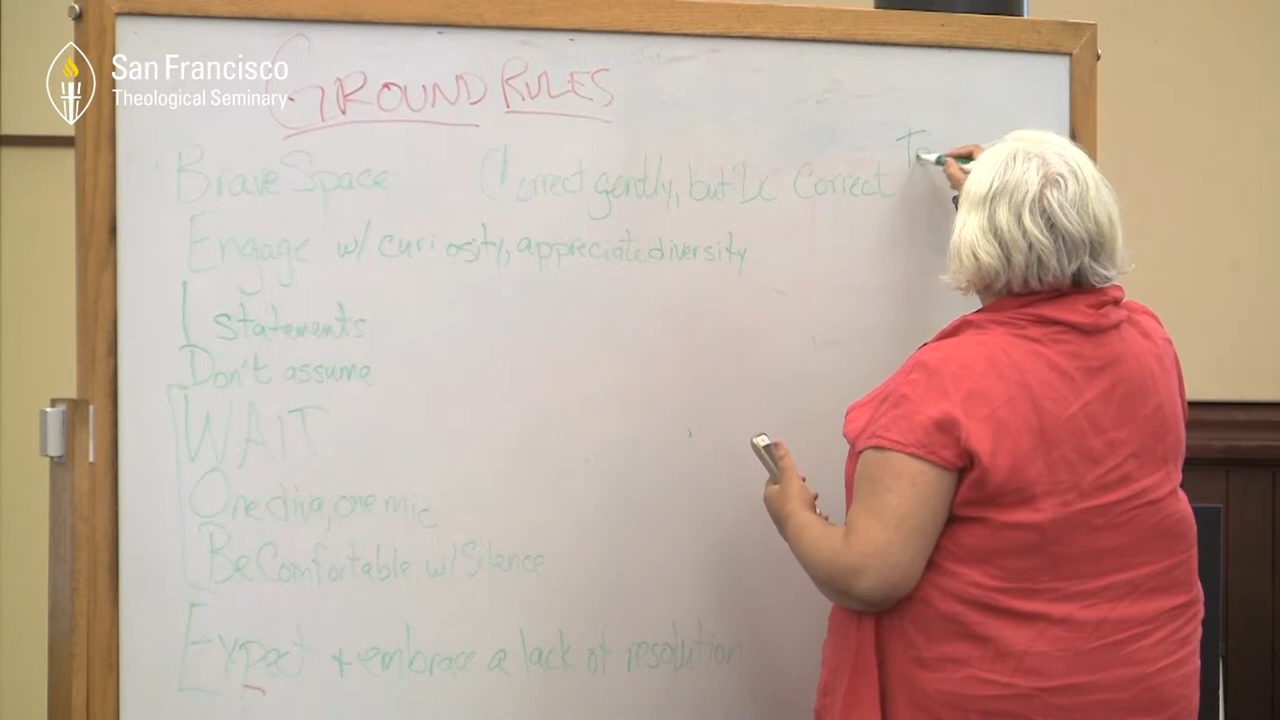 San Francisco
Theological Seminary
GROUND RULES
Brave Space
Correct gently, but Do Correct
Engage w/ curiosity, appreciate diversity
I statements
Don't assume
WAIT
One diva, one mic
Be Comfortable w/ Silence
Expect + embrace a lack of resolution